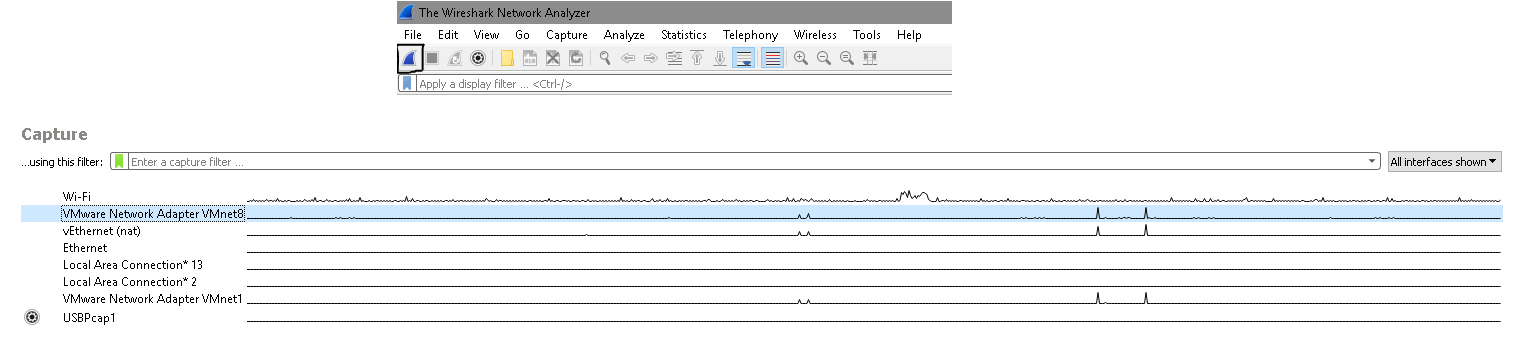 The Wireshark Network Analyzer
File Edit View Go Capture Analyze Statistics Telephony Wireless Tools Help
Apply a display filter ... <Ctrl-/>
Capture
...using this filter: Enter a capture filter ... All interfaces shown
Wi-Fi
VMware Network Adapter VMnet8
vEthernet (nat)
Ethernet
Local Area Connection* 13
Local Area Connection* 2
VMware Network Adapter VMnet1
USBPcap1